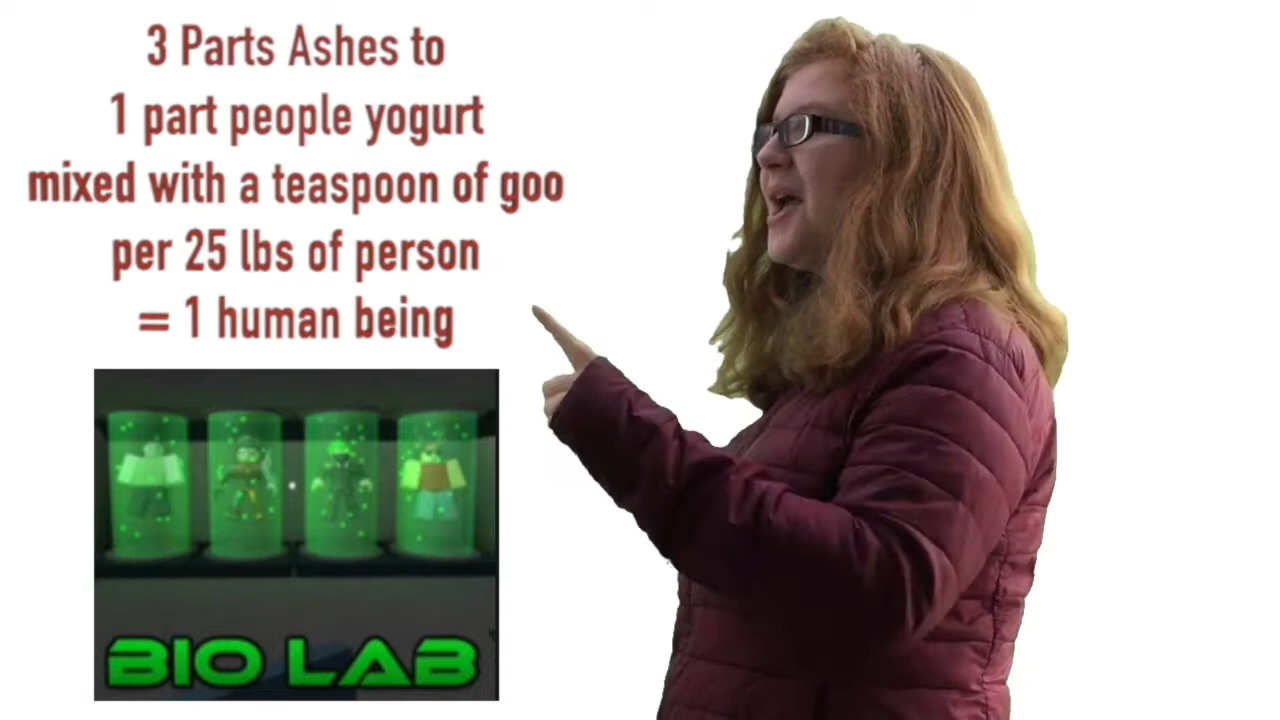 3 Parts Ashes to
1 part people yogurt
mixed with a teaspoon of goo
per 25 lbs of person
= 1 human being
BIO LAB